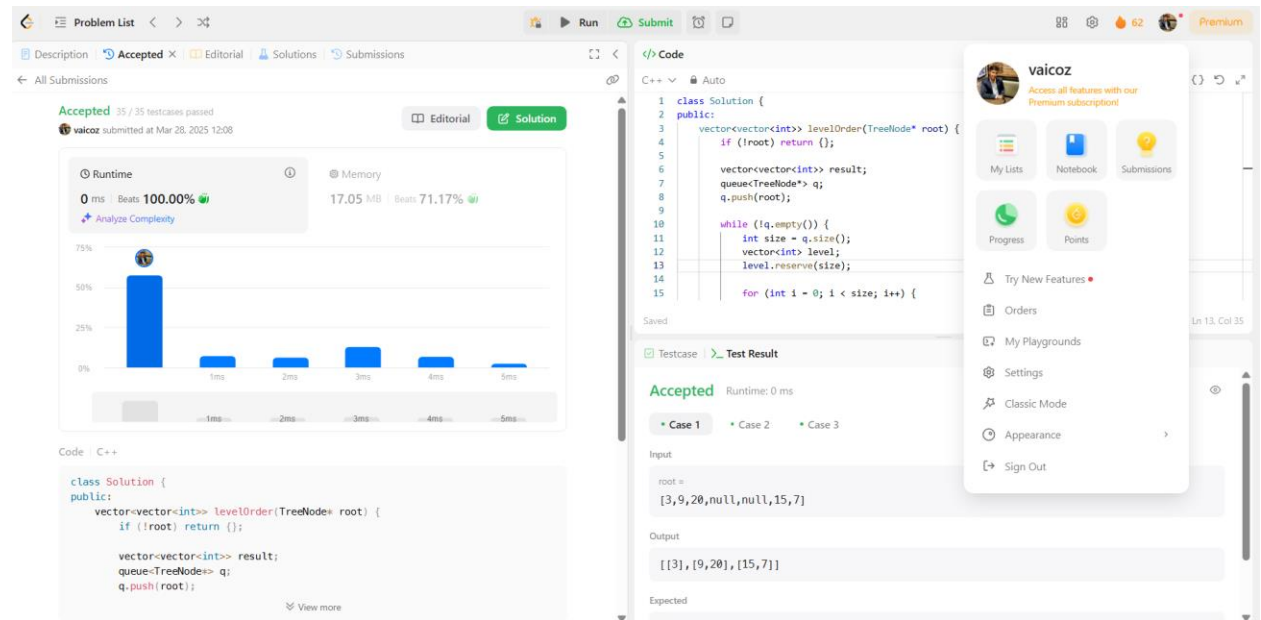 Problem List
Run
Submit
62
Premium
Description
Accepted
Editorial
Solutions
Submissions
All Submissions
Accepted 35 / 35 testcases passed
vaicoz submitted at Mar 28, 2025 12:08
Editorial
Solution
Runtime
0 ms Beats 100.00%
Analyze Complexity
Memory
17.05 MB Beats 71.17%
75%
50%
25%
0%
1ms 2ms 3ms 4ms 5ms
1ms 2ms 3ms 4ms 5ms
Code C++
class Solution {
public:
vector<vector<int>> levelOrder(TreeNode* root) {
if (!root) return {};
vector<vector<int>> result;
queue<TreeNode*> q;
q.push(root);
View more
</> Code
C++ Auto
1 class Solution {
2 public:
3 vector<vector<int>> levelOrder(TreeNode* root) {
4 if (!root) return {};
5
6 vector<vector<int>> result;
7 queue<TreeNode*> q;
8 q.push(root);
9
10 while (!q.empty()) {
11 int size = q.size();
12 vector<int> level;
13 level.reserve(size);
14
15 for (int i = 0; i < size; i++) {
Saved
Ln 13, Col 35
Testcase
Test Result
Accepted Runtime: 0 ms
Case 1
Case 2
Case 3
Input
root =
[3,9,20,null,null,15,7]
Output
[[3],[9,20],[15,7]]
Expected
vaicoz
Access all features with our
Premium subscription!
My Lists
Notebook
Submissions
Progress
Points
Try New Features
Orders
My Playgrounds
Settings
Classic Mode
Appearance
Sign Out